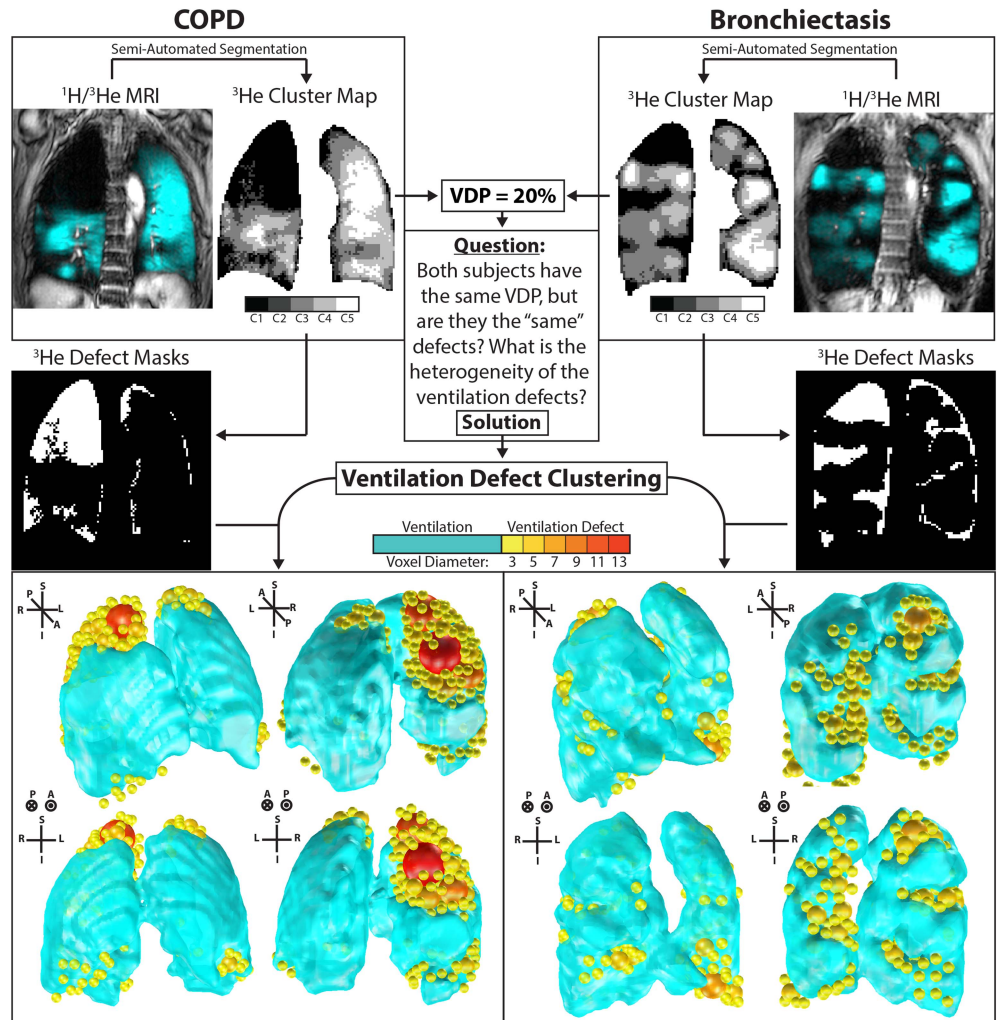 COPD
Bronchiectasis
Semi-Automated Segmentation
¹H/³He MRI
³He Cluster Map
C1 C2 C3 C4 C5
Semi-Automated Segmentation
³He Cluster Map
¹H/³He MRI
C1 C2 C3 C4 C5
VDP = 20%
Question:
Both subjects have
the same VDP, but
are they the “same”
defects? What is the
heterogeneity of the
ventilation defects?
Solution
³He Defect Masks
³He Defect Masks
Ventilation Defect Clustering
Ventilation Ventilation Defect
Voxel Diameter: 3 5 7 9 11 13
S
P
R L
A
I
S
A
L R
P
I
S
P
R L
A
I
S
A
L R
P
I
P A
S
R L
I
A P
S
L R
I
P A
S
R L
I
A P
S
L R
I